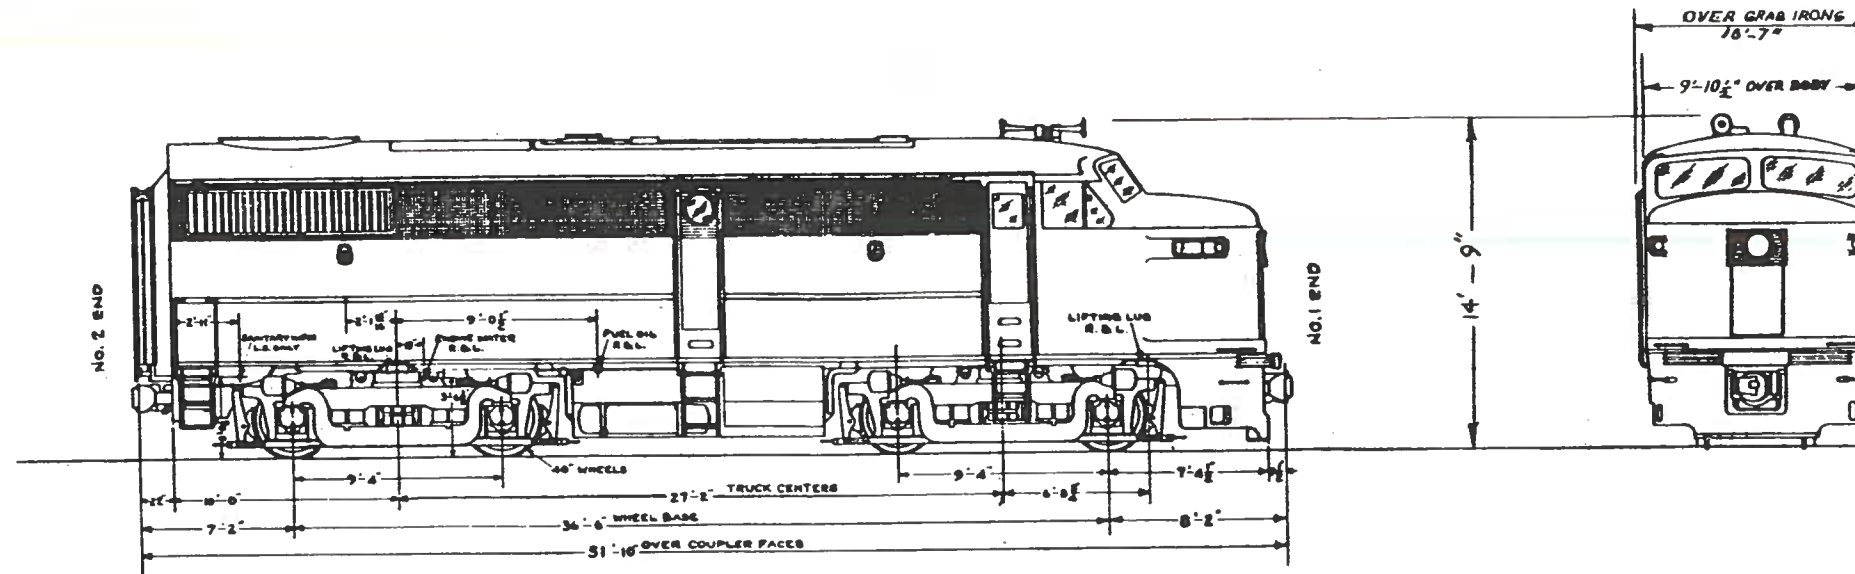 OVER GRAB IRONS
10'-7"
9'-10½" OVER BODY
14'-9"
NO. 2 END
NO. 1 END
2'-11"
9'-0½"
LIFTING LUG
R.&L.
ENGINE WATER
R.&L.
FUEL OIL
R.&L.
LIFTING LUG
R.&L.
40" WHEELS
9'-4"
9'-4"
7'-4½"
10'-0"
27'-2" TRUCK CENTERS
7'-2"
36'-6" WHEEL BASE
8'-2"
51'-10" OVER COUPLER FACES